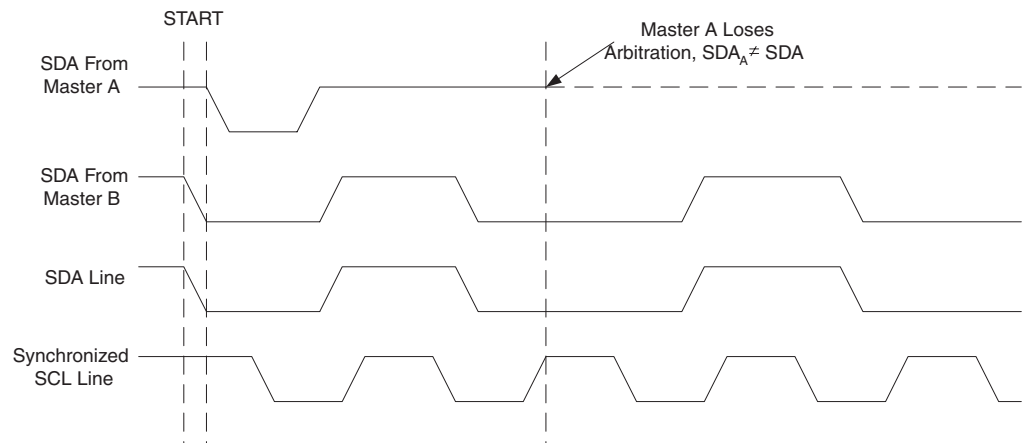 START
Master A Loses
Arbitration, SDA_A ≠ SDA
SDA From
Master A
SDA From
Master B
SDA Line
Synchronized
SCL Line